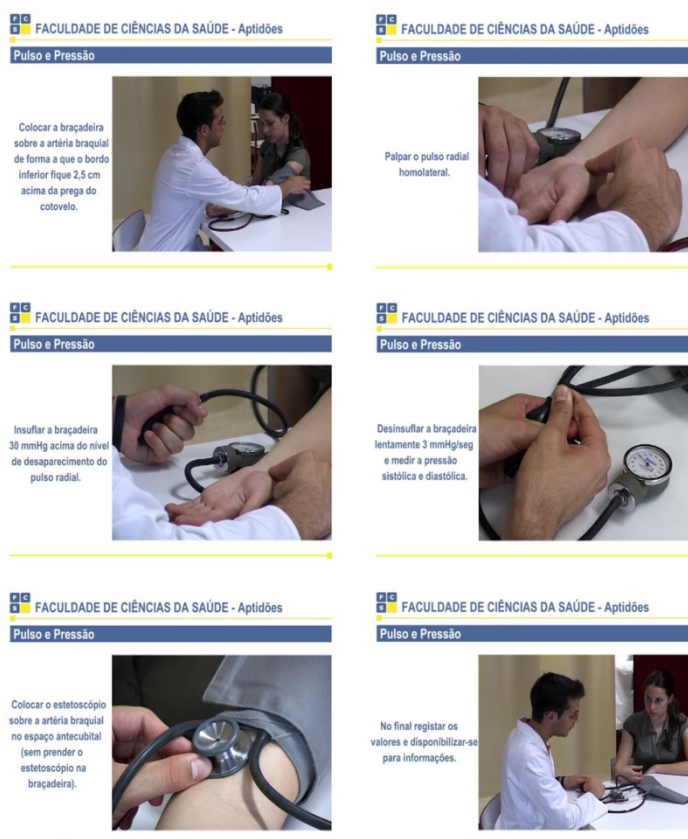 F C
S
FACULDADE DE CIÊNCIAS DA SAÚDE - Aptidões
Pulso e Pressão
Colocar a braçadeira
sobre a artéria braquial
de forma a que o bordo
inferior fique 2,5 cm
acima da prega do
cotovelo.
F C
S
FACULDADE DE CIÊNCIAS DA SAÚDE - Aptidões
Pulso e Pressão
Palpar o pulso radial
homolateral.
F C
S
FACULDADE DE CIÊNCIAS DA SAÚDE - Aptidões
Pulso e Pressão
Insuflar a braçadeira
30 mmHg acima do nível
de desaparecimento do
pulso radial.
F C
S
FACULDADE DE CIÊNCIAS DA SAÚDE - Aptidões
Pulso e Pressão
Desinsuflar a braçadeira
lentamente 3 mmHg/seg
e medir a pressão
sistólica e diastólica.
F C
S
FACULDADE DE CIÊNCIAS DA SAÚDE - Aptidões
Pulso e Pressão
Colocar o estetoscópio
sobre a artéria braquial
no espaço antecubital
(sem prender o
estetoscópio na
braçadeira).
F C
S
FACULDADE DE CIÊNCIAS DA SAÚDE - Aptidões
Pulso e Pressão
No final registar os
valores e disponibilizar-se
para informações.